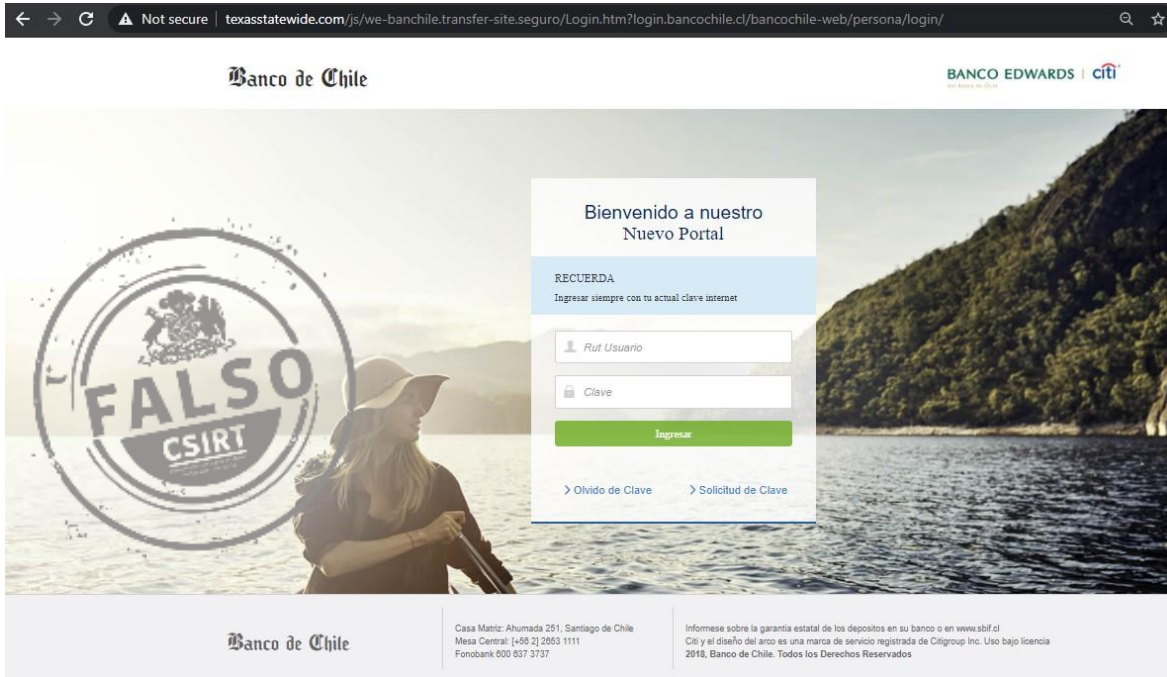 Not secure | texasstatewide.com/js/we-banchile.transfer-site.seguro/Login.htm?login.bancochile.cl/bancochile-web/persona/login/
Banco de Chile
BANCO EDWARDS | citi
Bienvenido a nuestro
Nuevo Portal
RECUERDA
Ingresar siempre con tu actual clave internet
Rut Usuario
Clave
Ingresar
> Olvido de Clave > Solicitud de Clave
FALSO
CSIRT
Banco de Chile
Casa Matriz: Ahumada 251, Santiago de Chile
Mesa Central: [+56 2] 2653 1111
Fonobank 600 637 3737
Informese sobre la garantia estatal de los depositos en su banco o en www.sbif.cl
Citi y el diseño del arco es una marca de servicio registrada de Citigroup Inc. Uso bajo licencia
2018, Banco de Chile. Todos los Derechos Reservados